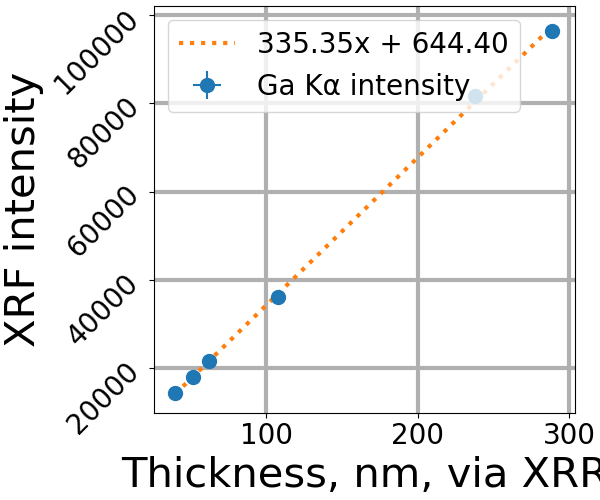 335.35x + 644.40
Ga Kα intensity
XRF intensity
100000
80000
60000
40000
20000
100
200
300
Thickness, nm, via XRR